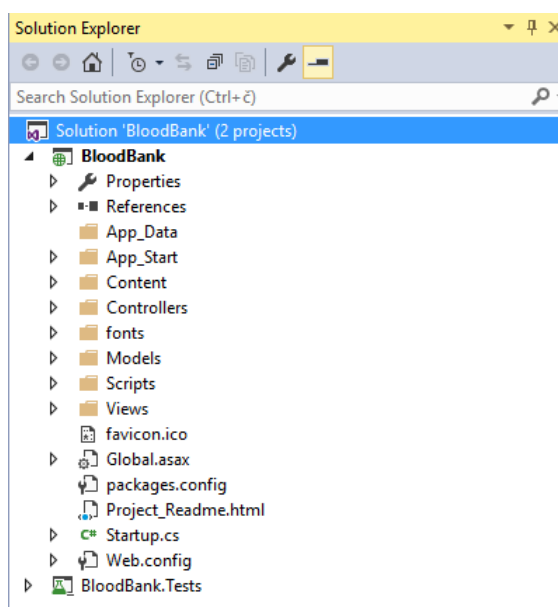 Solution Explorer
Search Solution Explorer (Ctrl+č)
Solution 'BloodBank' (2 projects)
BloodBank
Properties
References
App_Data
App_Start
Content
Controllers
fonts
Models
Scripts
Views
favicon.ico
Global.asax
packages.config
Project_Readme.html
C# Startup.cs
Web.config
BloodBank.Tests